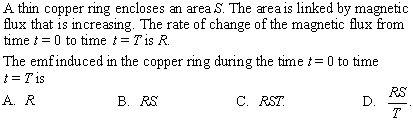 A thin copper ring encloses an area S. The area is linked by magnetic
flux that is increasing. The rate of change of the magnetic flux from
time t = 0 to time t = T is R.
The emf induced in the copper ring during the time t = 0 to time
t = T is
A. R B. RS C. RST. D. RS/T.